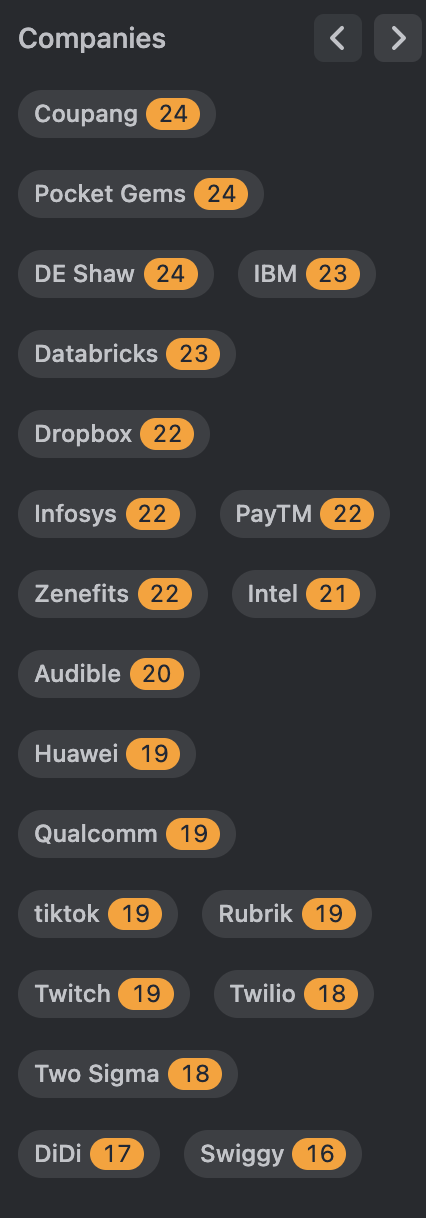 Companies
Coupang 24
Pocket Gems 24
DE Shaw 24 IBM 23
Databricks 23
Dropbox 22
Infosys 22 PayTM 22
Zenefits 22 Intel 21
Audible 20
Huawei 19
Qualcomm 19
tiktok 19 Rubrik 19
Twitch 19 Twilio 18
Two Sigma 18
DiDi 17 Swiggy 16